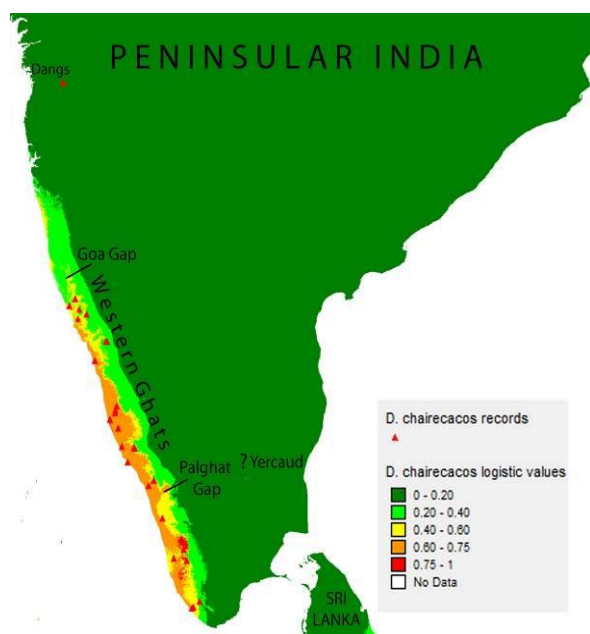 PENINSULAR INDIA
Dangs
Goa Gap
Western Ghats
? Yercaud
Palghat
Gap
SRI
LANKA
D. chairecacos records
D. chairecacos logistic values
0 - 0.20
0.20 - 0.40
0.40 - 0.60
0.60 - 0.75
0.75 - 1
No Data